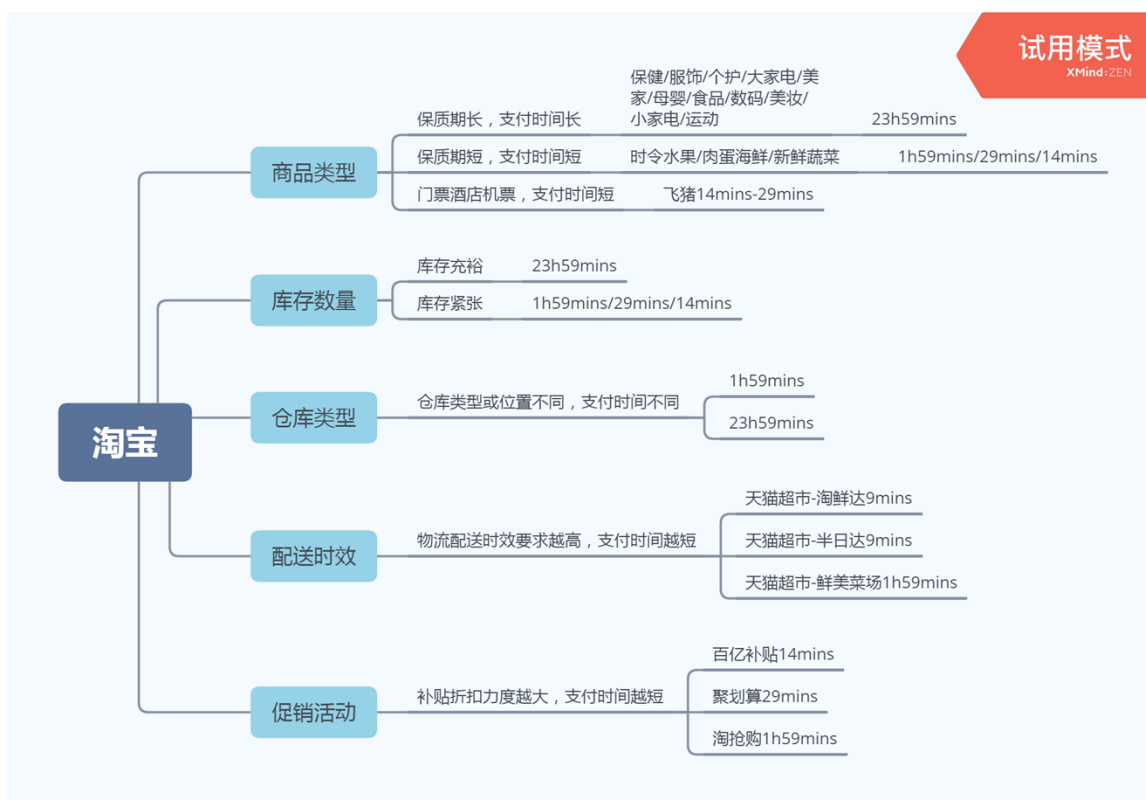 试用模式
XMind:ZEN
淘宝
商品类型
保质期长，支付时间长
保健/服饰/个护/大家电/美
家/母婴/食品/数码/美妆/
小家电/运动
23h59mins
保质期短，支付时间短
时令水果/肉蛋海鲜/新鲜蔬菜
1h59mins/29mins/14mins
门票酒店机票，支付时间短
飞猪14mins-29mins
库存数量
库存充裕
23h59mins
库存紧张
1h59mins/29mins/14mins
仓库类型
仓库类型或位置不同，支付时间不同
1h59mins
23h59mins
配送时效
物流配送时效要求越高，支付时间越短
天猫超市-淘鲜达9mins
天猫超市-半日达9mins
天猫超市-鲜美菜场1h59mins
促销活动
补贴折扣力度越大，支付时间越短
百亿补贴14mins
聚划算29mins
淘抢购1h59mins